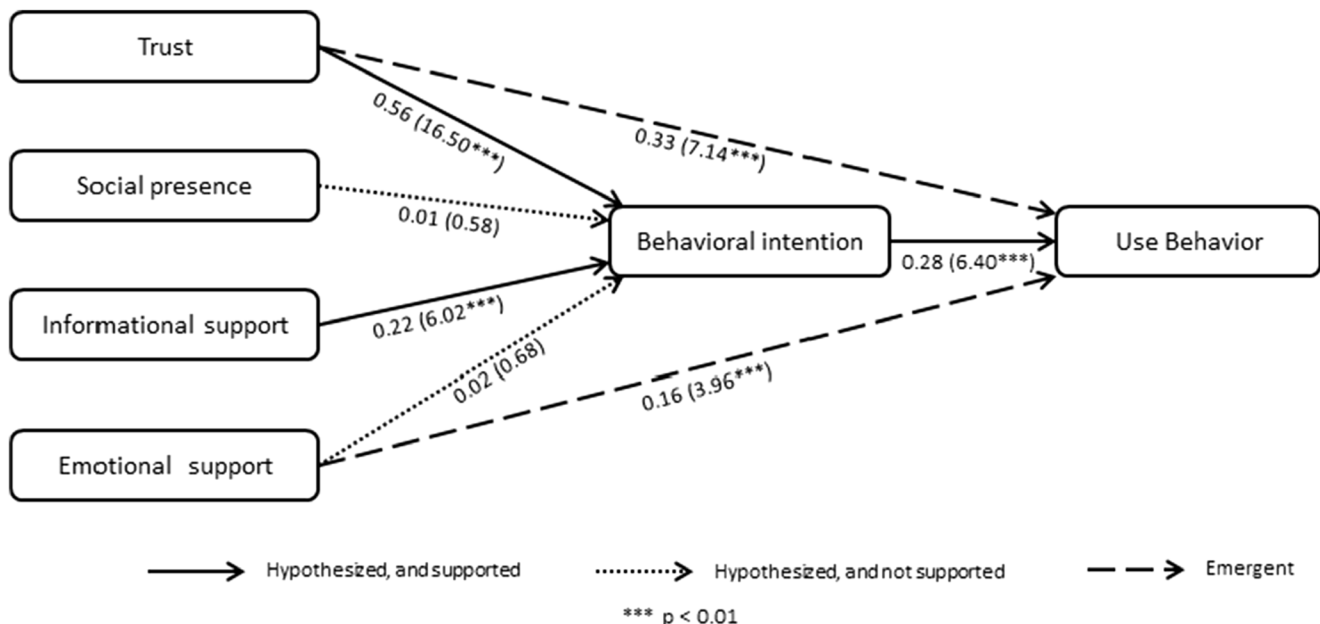 Trust
0.56 (16.50***)
0.33 (7.14***)
Social presence
0.01 (0.58)
Behavioral intention
0.28 (6.40***)
Use Behavior
Informational support
0.22 (6.02***)
0.02 (0.68)
0.16 (3.96***)
Emotional support
Hypothesized, and supported
Hypothesized, and not supported
Emergent
*** p < 0.01